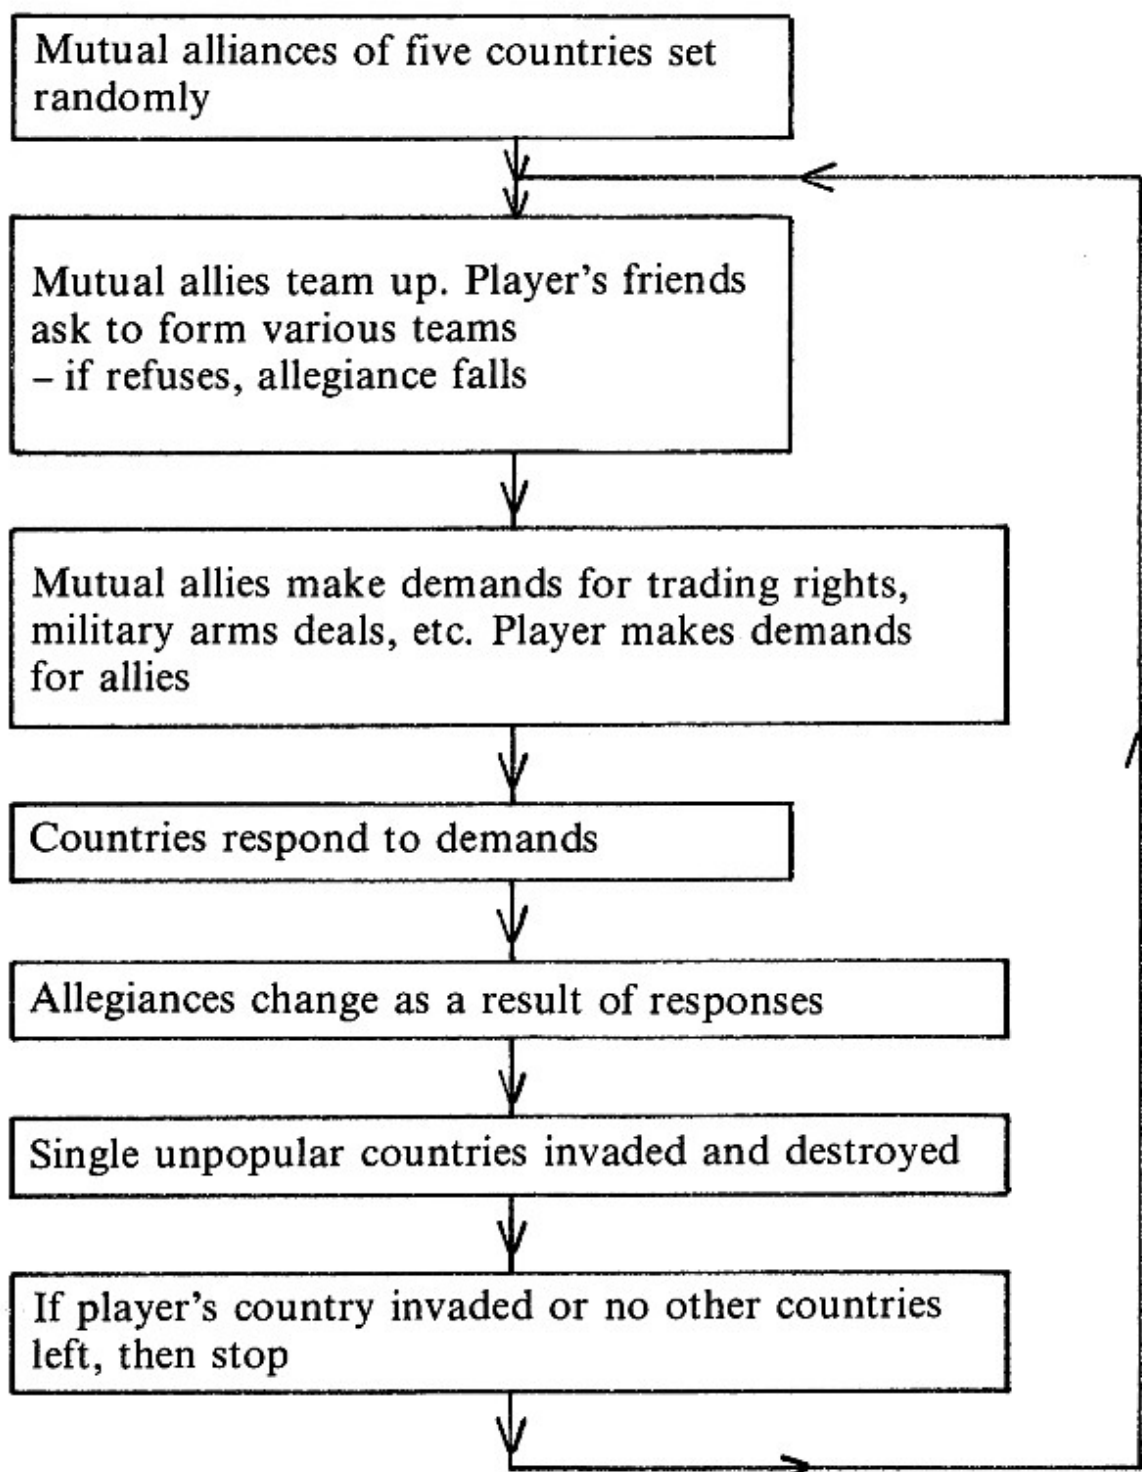 Mutual alliances of five countries set
randomly
Mutual allies team up. Player's friends
ask to form various teams
– if refuses, allegiance falls
Mutual allies make demands for trading rights,
military arms deals, etc. Player makes demands
for allies
Countries respond to demands
Allegiances change as a result of responses
Single unpopular countries invaded and destroyed
If player's country invaded or no other countries
left, then stop